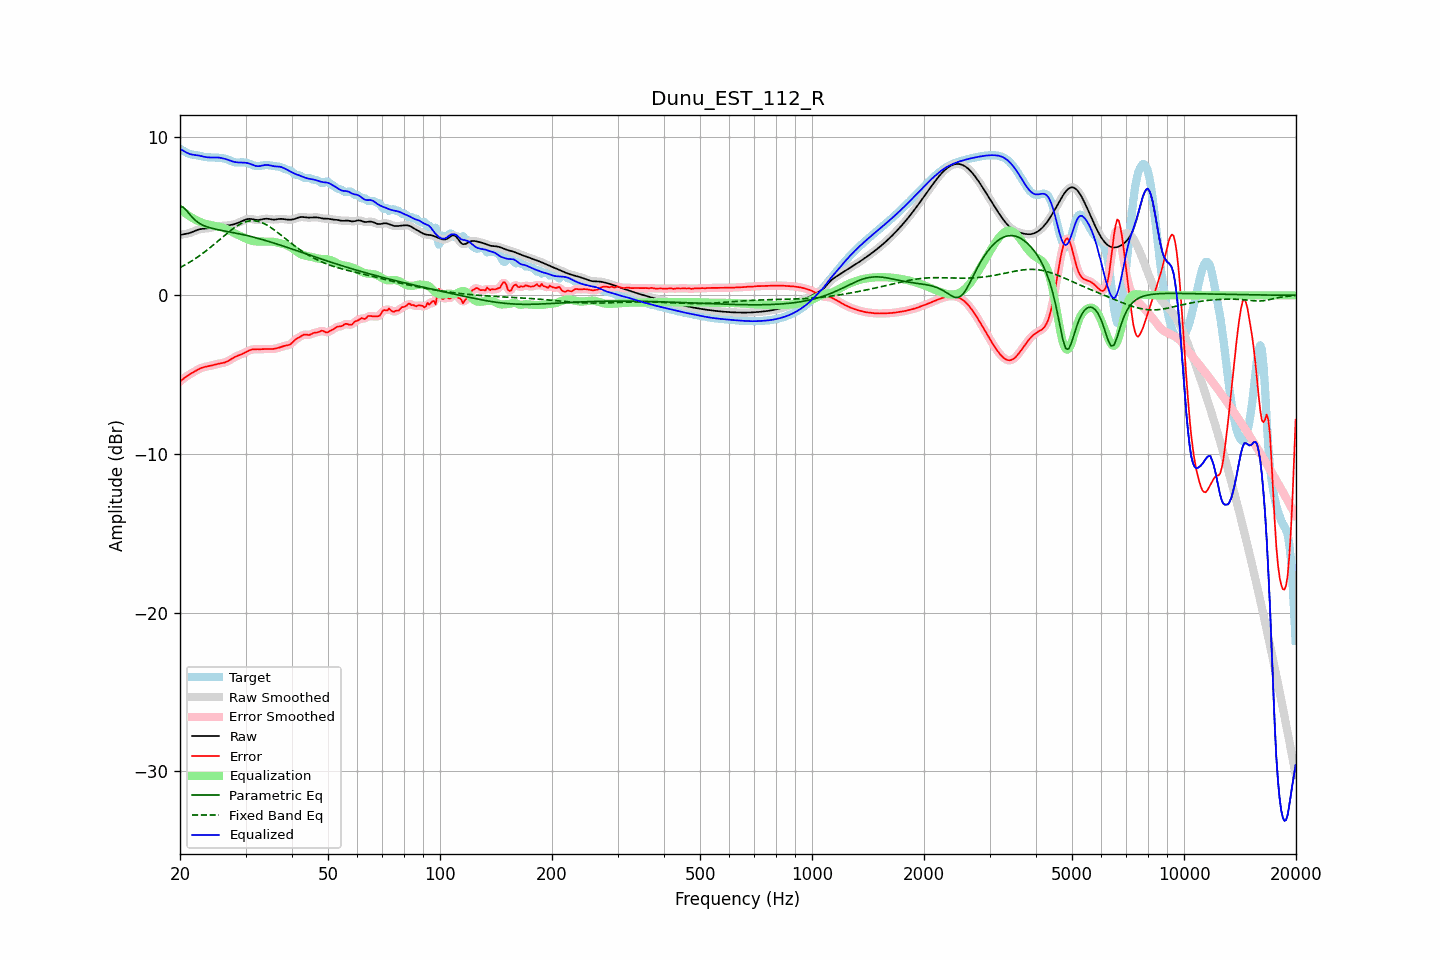 Dunu_EST_112_R
Amplitude (dBr)
10
0
−10
−20
−30
Target
Raw Smoothed
Error Smoothed
Raw
Error
Equalization
Parametric Eq
Fixed Band Eq
Equalized
20 50 100 200 500 1000 2000 5000 10000 20000
Frequency (Hz)